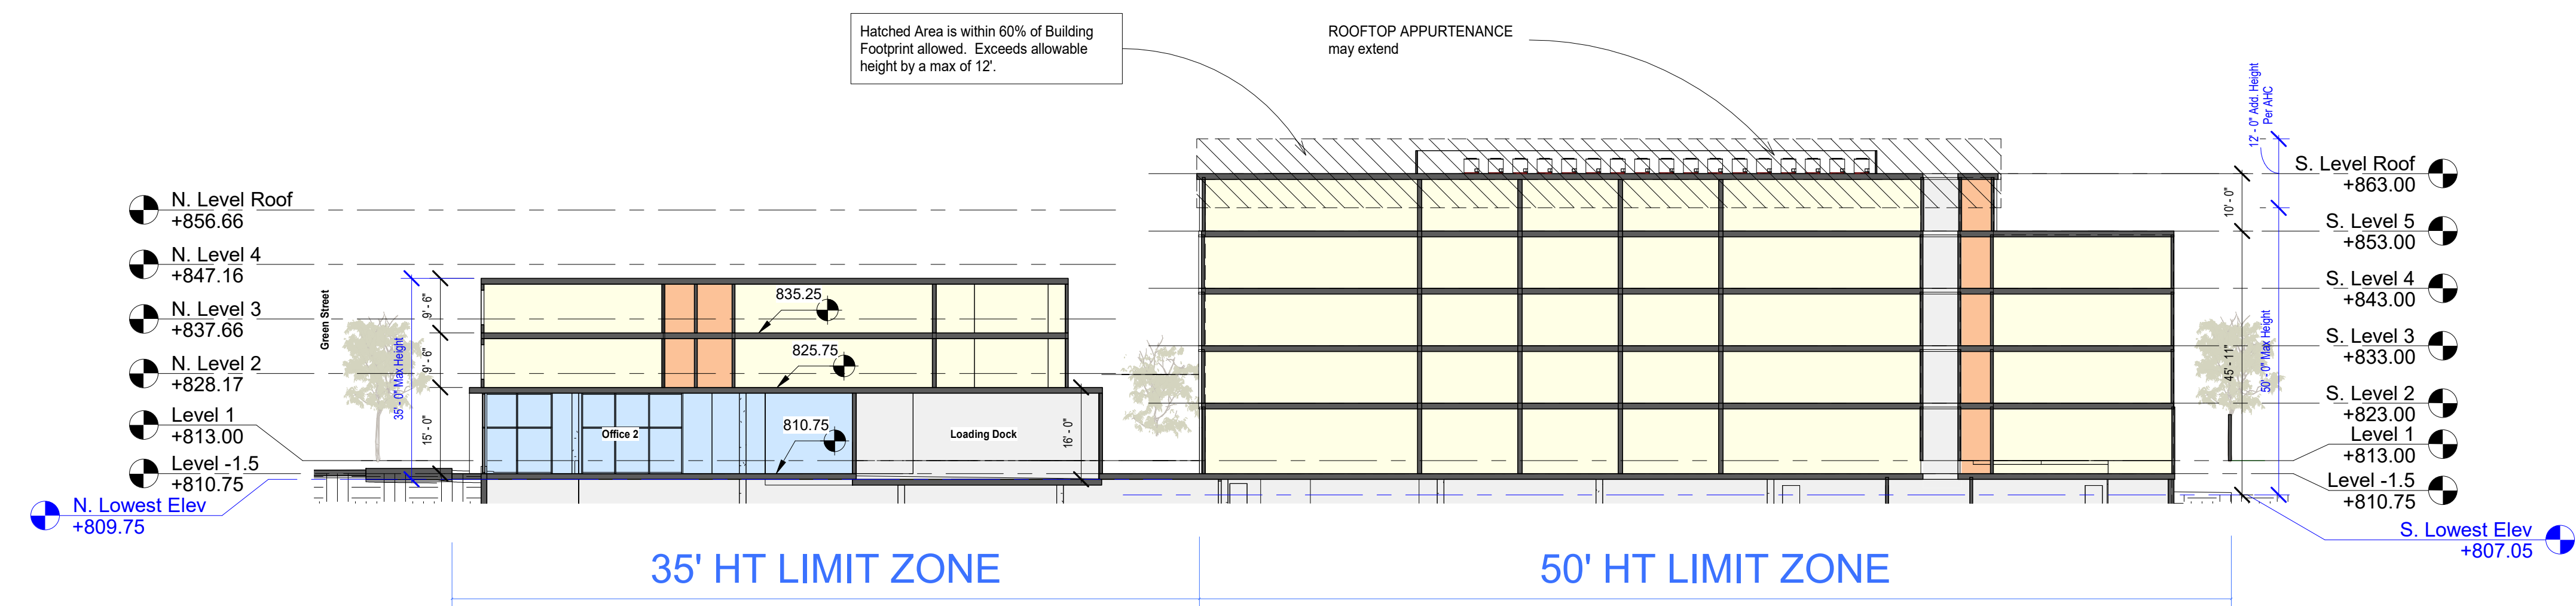 Hatched Area is within 60% of Building
Footprint allowed.  Exceeds allowable
height by a max of 12'.
ROOFTOP APPURTENANCE
may extend
12' - 0" Add. Height
Per AHC
N. Level Roof
+856.66
N. Level 4
+847.16
N. Level 3
+837.66
N. Level 2
+828.17
Level 1
+813.00
Level -1.5
+810.75
N. Lowest Elev
+809.75
Green Street
35' - 0" Max Height
9' - 6"
9' - 6"
15' - 0"
835.25
825.75
810.75
Office 2
Loading Dock
16' - 0"
10' - 0"
45' - 11"
50' - 0" Max Height
S. Level Roof
+863.00
S. Level 5
+853.00
S. Level 4
+843.00
S. Level 3
+833.00
S. Level 2
+823.00
Level 1
+813.00
Level -1.5
+810.75
S. Lowest Elev
+807.05
35' HT LIMIT ZONE
50' HT LIMIT ZONE